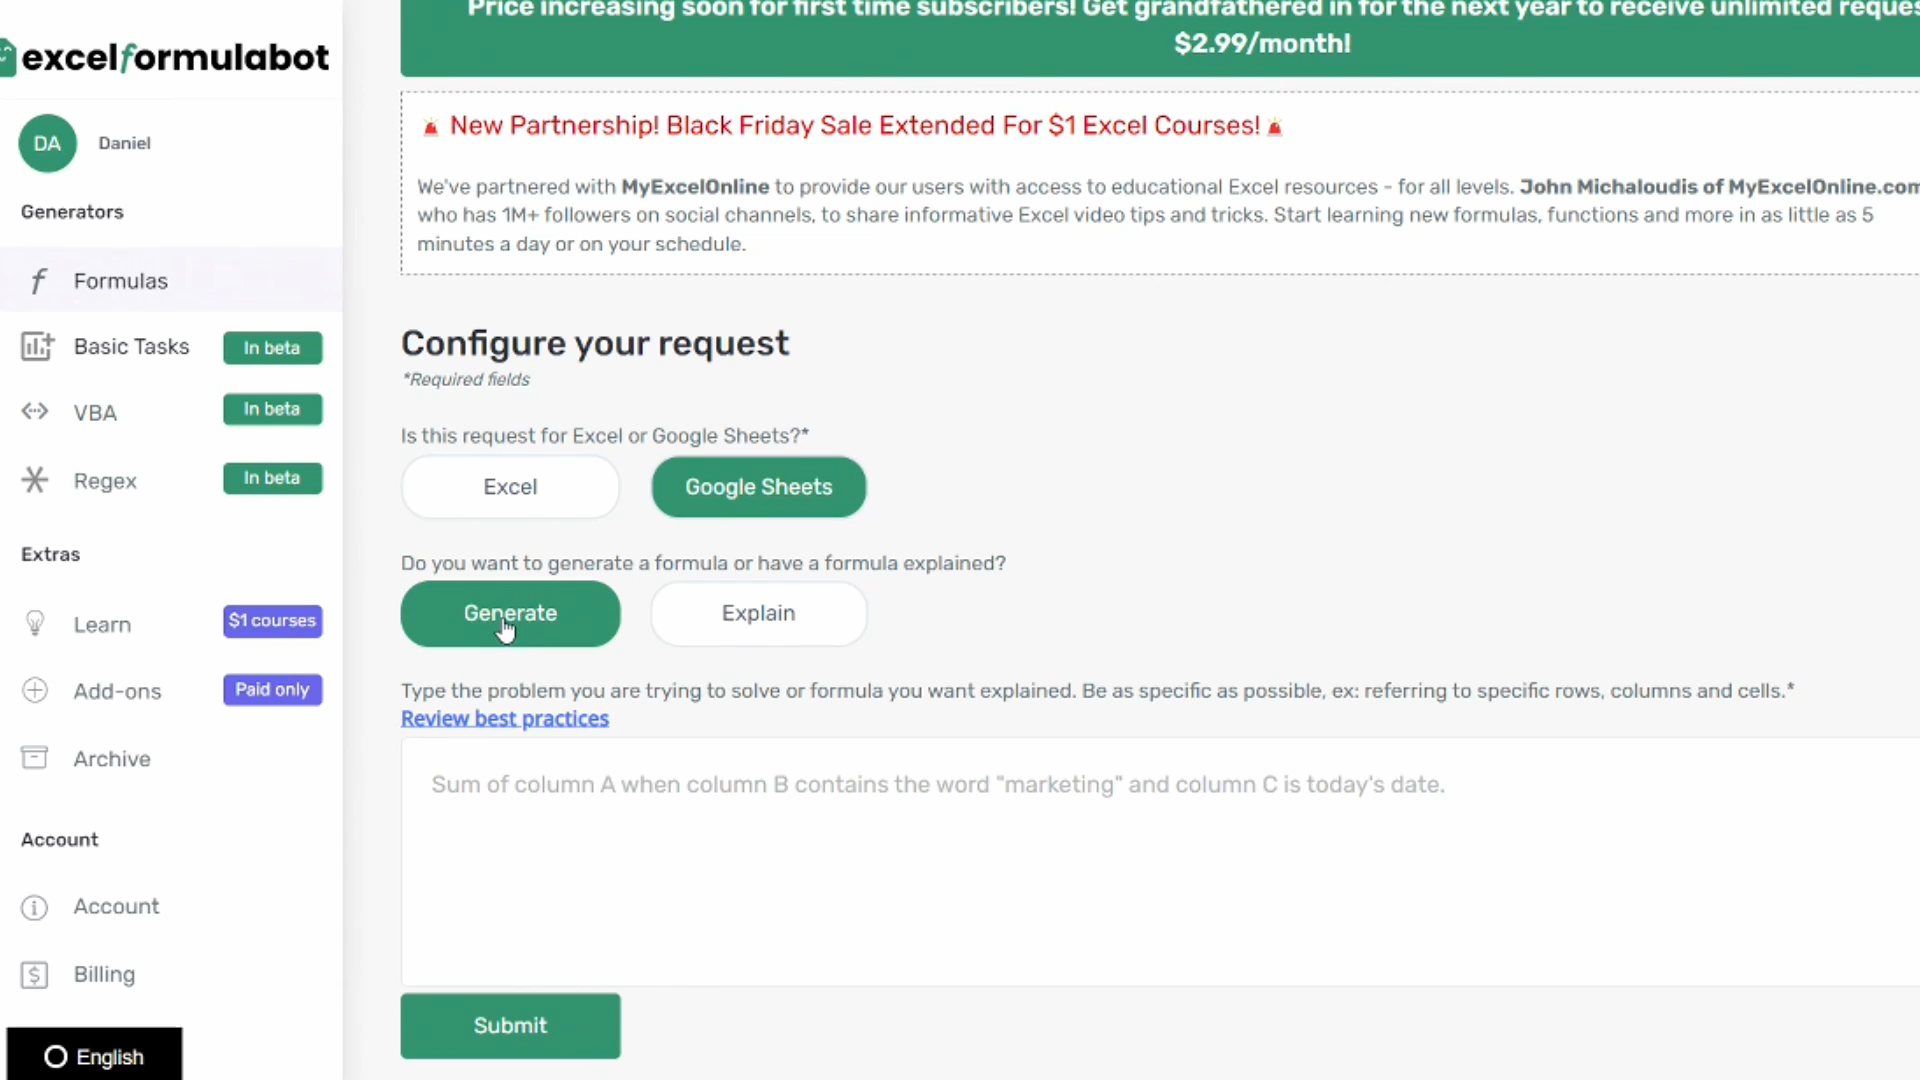 Price increasing soon for first time subscribers! Get grandfathered in for the next year to receive unlimited
$2.99/month!
excelformulabot
New Partnership! Black Friday Sale Extended For $1 Excel Courses!
DA Daniel
We've partnered with MyExcelOnline to provide our users with access to educational Excel resources - for all levels. John Michaloudis of MyExcelOnline.com
who has 1M+ followers on social channels, to share informative Excel video tips and tricks. Start learning new formulas, functions and more in as little as 5
minutes a day or on your schedule.
Generators
Formulas
Basic Tasks In beta
VBA In beta
Regex In beta
Extras
Learn $1 courses
Add-ons Paid only
Archive
Account
Account
Billing
English
Configure your request
*Required fields
Is this request for Excel or Google Sheets?*
Excel Google Sheets
Do you want to generate a formula or have a formula explained?
Generate Explain
Type the problem you are trying to solve or formula you want explained. Be as specific as possible, ex: referring to specific rows, columns and cells.*
Review best practices
Sum of column A when column B contains the word "marketing" and column C is today's date.
Submit